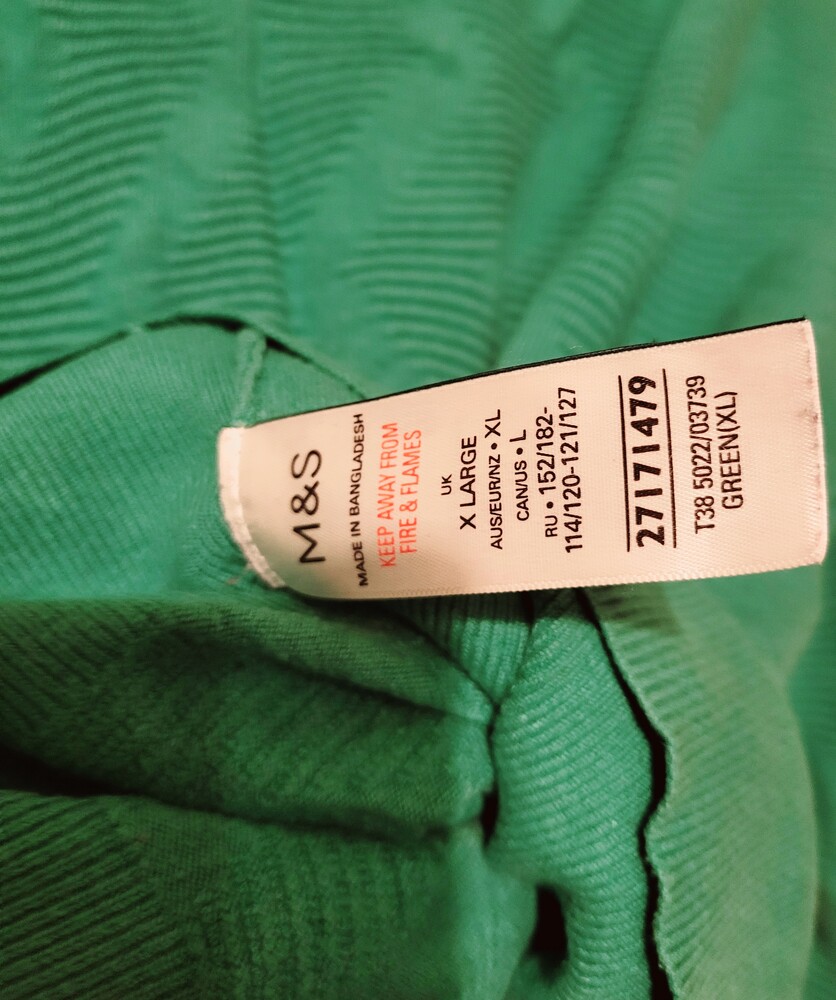 M&S
MADE IN BANGLADESH
KEEP AWAY FROM
FIRE & FLAMES
UK
X LARGE
AUS/EUR/NZ • XL
CAN/US • L
RU • 152/182-
114/120-121/127
27171479
T38 5022/03739
GREEN(XL)